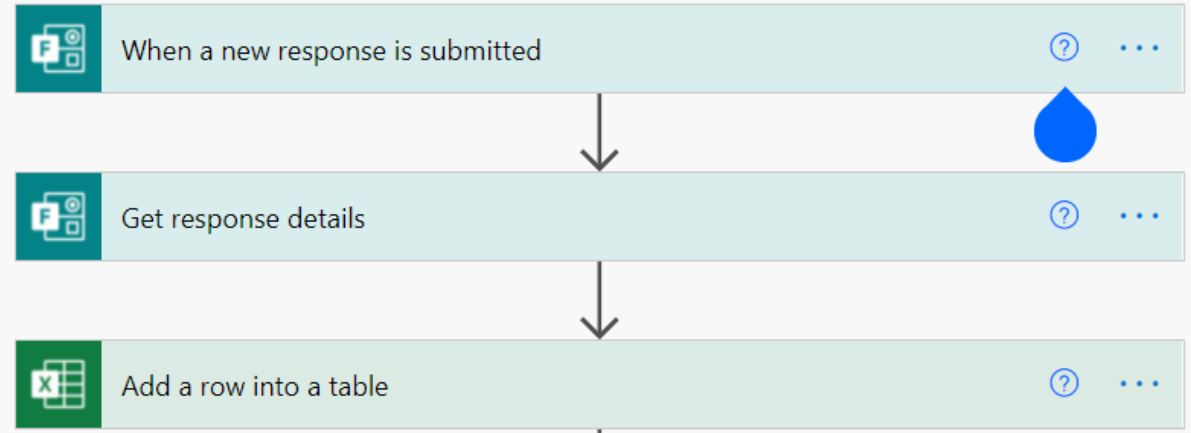 F
When a new response is submitted
?
...
F
Get response details
?
...
X
Add a row into a table
?
...